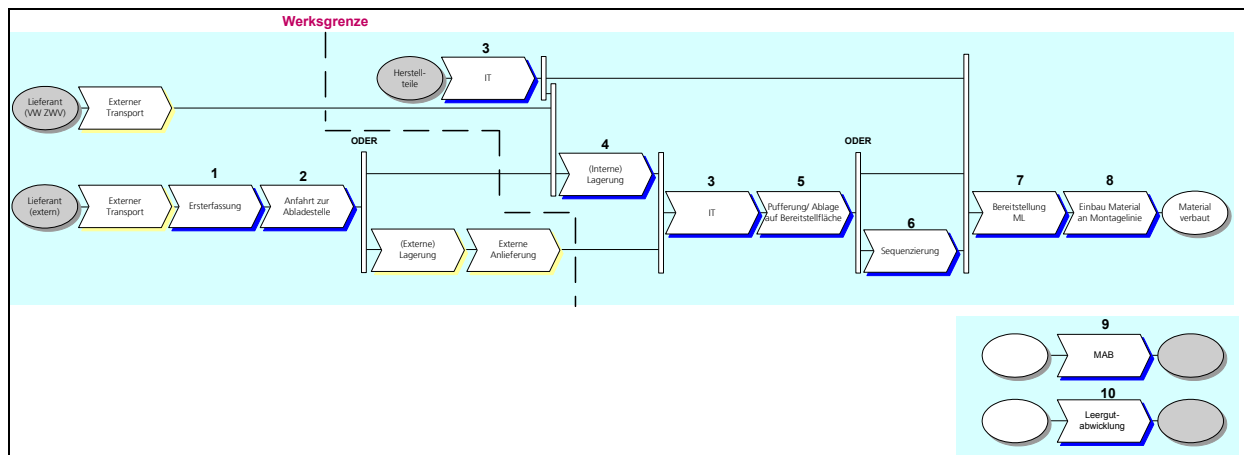 Werksgrenze
3
Herstell-
teile
IT
Lieferant
(VW ZWV)
Externer
Transport
ODER
4
(Interne)
Lagerung
ODER
1
2
3
5
7
8
Lieferant
(extern)
Externer
Transport
Ersterfassung
Anfahrt zur
Abladestelle
IT
Pufferung/ Ablage
auf Bereitstellfläche
Bereitstellung
ML
Einbau Material
an Montagelinie
Material
verbaut
6
(Externe)
Lagerung
Externe
Anlieferung
Sequenzierung
9
MAB
10
Leergut-
abwicklung